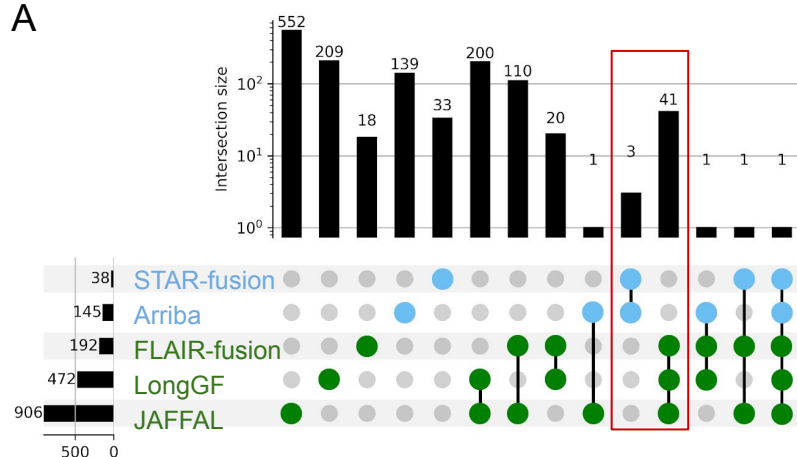 A
552
209
139
200
110
41
33
18
20
1
3
1
1
1
Intersection size
10²
10¹
10⁰
38 STAR-fusion
145 Arriba
192 FLAIR-fusion
472 LongGF
906 JAFFAL
500 0